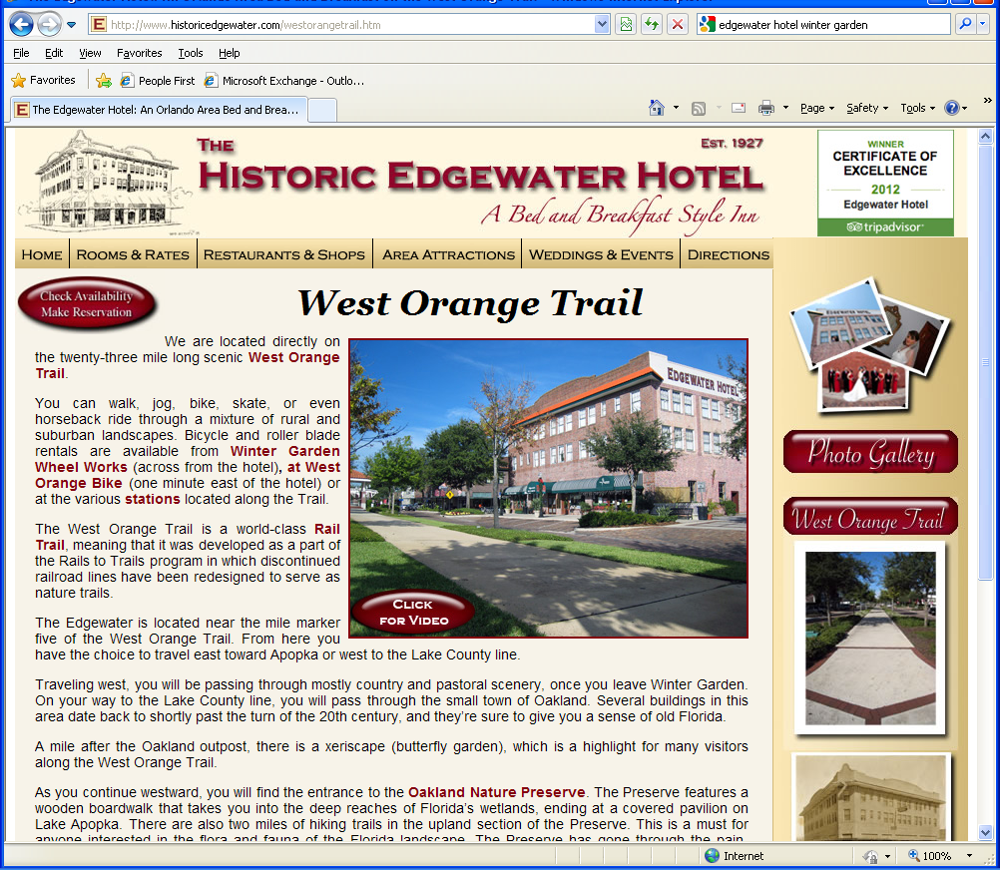 http://www.historicedgewater.com/westorangetrail.htm
edgewater hotel winter garden
File Edit View Favorites Tools Help
Favorites People First Microsoft Exchange - Outlo...
The Edgewater Hotel: An Orlando Area Bed and Brea...
Page Safety Tools
THE
EST. 1927
HISTORIC EDGEWATER HOTEL
A Bed and Breakfast Style Inn
WINNER
CERTIFICATE OF
EXCELLENCE
2012
Edgewater Hotel
tripadvisor
HOME ROOMS & RATES RESTAURANTS & SHOPS AREA ATTRACTIONS WEDDINGS & EVENTS DIRECTIONS
Check Availability
Make Reservation
West Orange Trail
We are located directly on
the twenty-three mile long scenic West Orange
Trail.
You can walk, jog, bike, skate, or even
horseback ride through a mixture of rural and
suburban landscapes. Bicycle and roller blade
rentals are available from Winter Garden
Wheel Works (across from the hotel), at West
Orange Bike (one minute east of the hotel) or
at the various stations located along the Trail.
The West Orange Trail is a world-class Rail
Trail, meaning that it was developed as a part of
the Rails to Trails program in which discontinued
railroad lines have been redesigned to serve as
nature trails.
The Edgewater is located near the mile marker
five of the West Orange Trail. From here you
have the choice to travel east toward Apopka or west to the Lake County line.
EDGEWATER HOTEL
CLICK
FOR VIDEO
Traveling west, you will be passing through mostly country and pastoral scenery, once you leave Winter Garden.
On your way to the Lake County line, you will pass through the small town of Oakland. Several buildings in this
area date back to shortly past the turn of the 20th century, and they're sure to give you a sense of old Florida.
A mile after the Oakland outpost, there is a xeriscape (butterfly garden), which is a highlight for many visitors
along the West Orange Trail.
As you continue westward, you will find the entrance to the Oakland Nature Preserve. The Preserve features a
wooden boardwalk that takes you into the deep reaches of Florida's wetlands, ending at a covered pavilion on
Lake Apopka. There are also two miles of hiking trails in the upland section of the Preserve. This is a must for
anyone interested in the flora and fauna of the Florida landscape. The Preserve has gone through the pain
Photo Gallery
West Orange Trail
Internet
100%